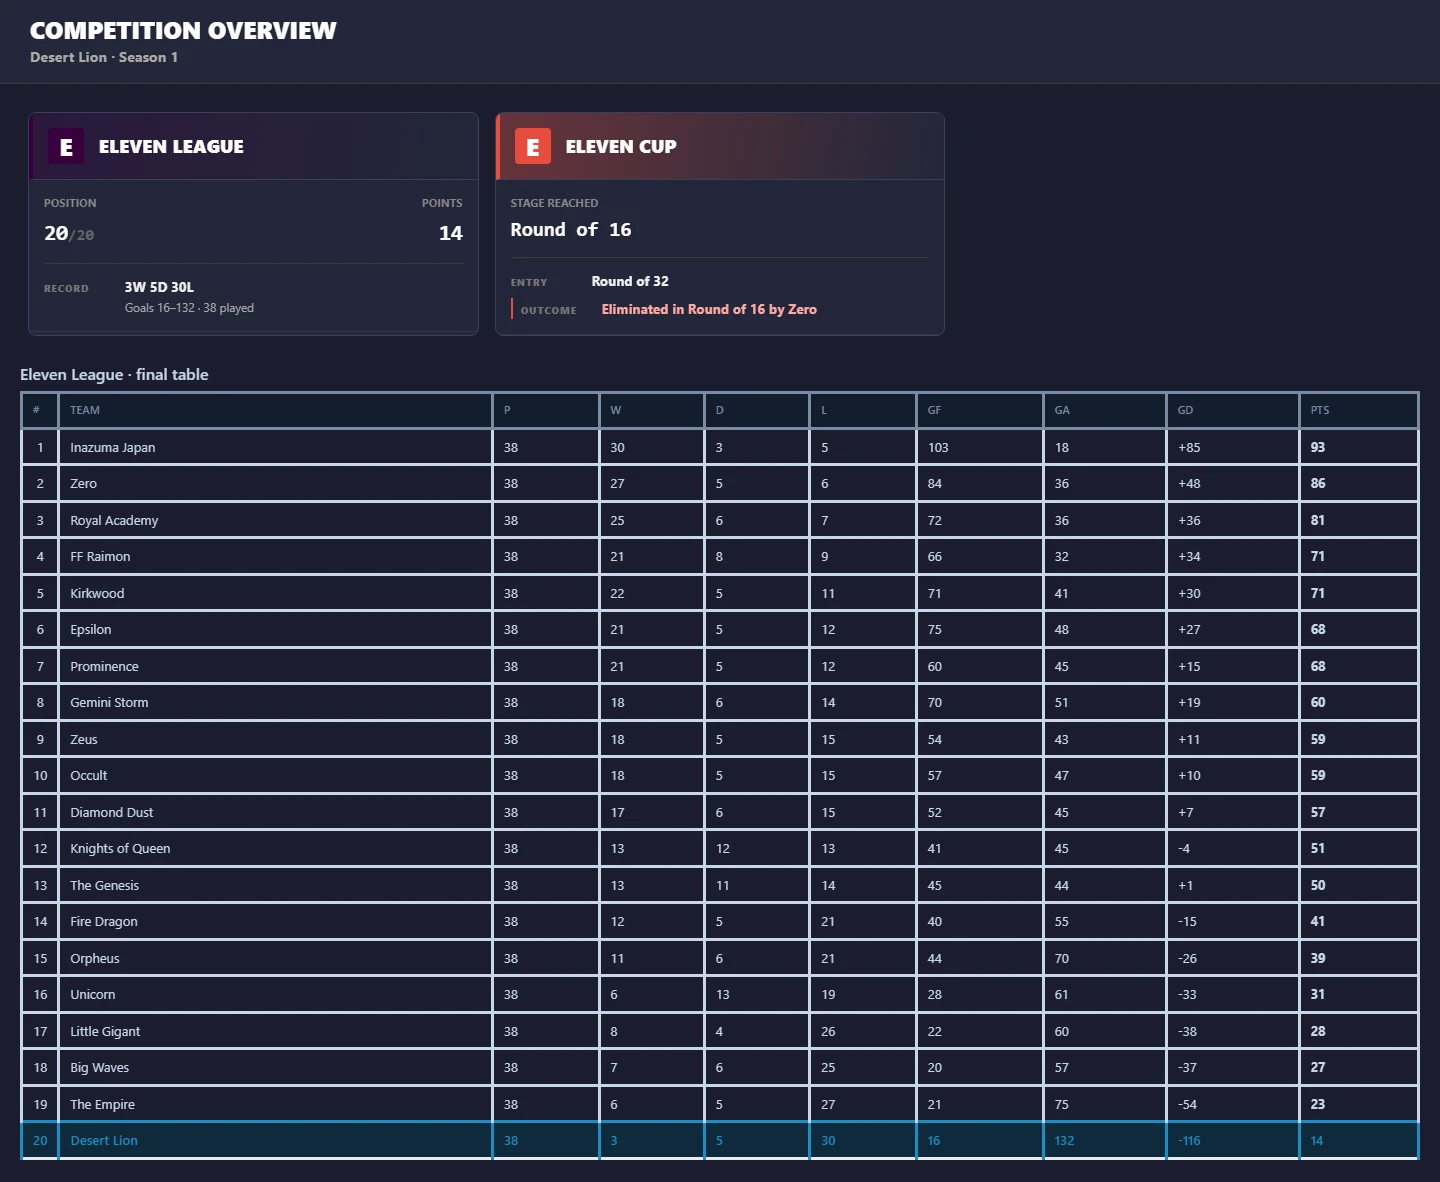 COMPETITION OVERVIEW
Desert Lion · Season 1
E ELEVEN LEAGUE
POSITION POINTS
20/20 14
RECORD 3W 5D 30L
Goals 16–132 · 38 played
E ELEVEN CUP
STAGE REACHED
Round of 16
ENTRY Round of 32
OUTCOME Eliminated in Round of 16 by Zero
Eleven League · final table
# TEAM P W D L GF GA GD PTS
1 Inazuma Japan 38 30 3 5 103 18 +85 93
2 Zero 38 27 5 6 84 36 +48 86
3 Royal Academy 38 25 6 7 72 36 +36 81
4 FF Raimon 38 21 8 9 66 32 +34 71
5 Kirkwood 38 22 5 11 71 41 +30 71
6 Epsilon 38 21 5 12 75 48 +27 68
7 Prominence 38 21 5 12 60 45 +15 68
8 Gemini Storm 38 18 6 14 70 51 +19 60
9 Zeus 38 18 5 15 54 43 +11 59
10 Occult 38 18 5 15 57 47 +10 59
11 Diamond Dust 38 17 6 15 52 45 +7 57
12 Knights of Queen 38 13 12 13 41 45 -4 51
13 The Genesis 38 13 11 14 45 44 +1 50
14 Fire Dragon 38 12 5 21 40 55 -15 41
15 Orpheus 38 11 6 21 44 70 -26 39
16 Unicorn 38 6 13 19 28 61 -33 31
17 Little Gigant 38 8 4 26 22 60 -38 28
18 Big Waves 38 7 6 25 20 57 -37 27
19 The Empire 38 6 5 27 21 75 -54 23
20 Desert Lion 38 3 5 30 16 132 -116 14